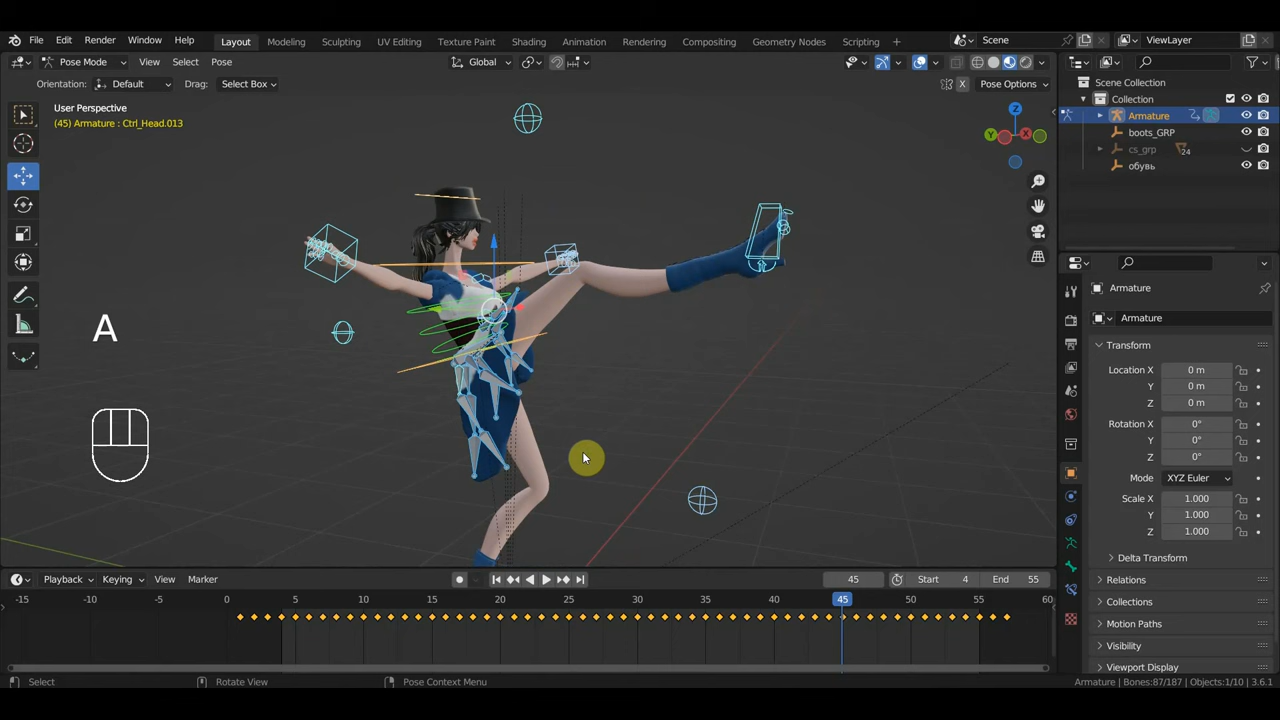 File Edit Render Window Help Layout Modeling Sculpting UV Editing Texture Paint Shading Animation Rendering Compositing Geometry Nodes Scripting + Scene ViewLayer
Pose Mode View Select Pose Global
Orientation: Default Drag: Select Box X Pose Options
User Perspective
(45) Armature : Ctrl_Head.013
Z
Y X
A
Scene Collection
Collection
Armature
boots_GRP
cs_grp 24
обувь
Armature
Armature
Transform
Location X 0 m
Y 0 m
Z 0 m
Rotation X 0°
Y 0°
Z 0°
Mode XYZ Euler
Scale X 1.000
Y 1.000
Z 1.000
Delta Transform
Relations
Collections
Motion Paths
Visibility
Viewport Display
Playback Keying View Marker 45 Start 4 End 55
-15 -10 -5 0 5 10 15 20 25 30 35 40 45 50 55 60
Select Rotate View Pose Context Menu Armature | Bones:87/187 | Objects:1/10 | 3.6.1